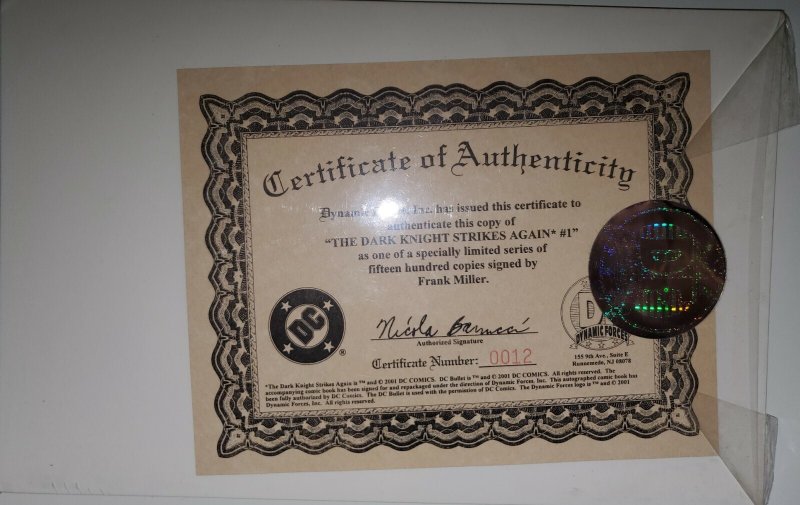 Certificate of Authenticity
Dynamic Inc. has issued this certificate to
authenticate this copy of
“THE DARK KNIGHT STRIKES AGAIN* #1”
as one of a specially limited series of
fifteen hundred copies signed by
Frank Miller.
DC
®
Nicola Barrucci
Authorized Signature
Certificate Number: 0012
DYNAMIC FORCES
155 9th Ave., Suite E
Runnemede, NJ 08078
*The Dark Knight Strikes Again is ™ and © 2001 DC COMICS. DC Bullet is ™ and © 2001 DC COMICS. All rights reserved. The
accompanying comic book has been signed for and repackaged under the direction of Dynamic Forces, Inc. This autographed comic book has
been fully authorized by DC Comics. The DC Bullet is used with the permission of DC Comics. The Dynamic Forces logo is ™ and © 2001
Dynamic Forces, Inc. All rights reserved.